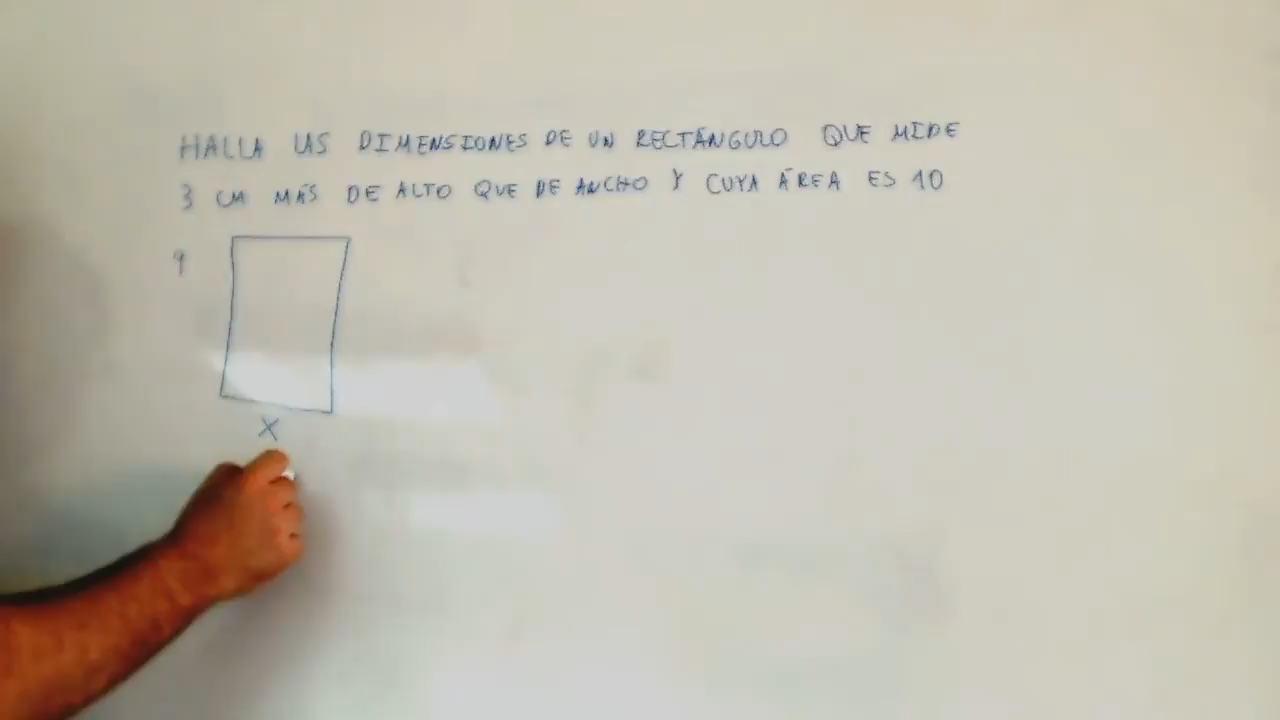 HALLA LAS DIMENSIONES DE UN RECTÁNGULO QUE MIDE
3 CM MÁS DE ALTO QUE DE ANCHO Y CUYA ÁREA ES 10
X